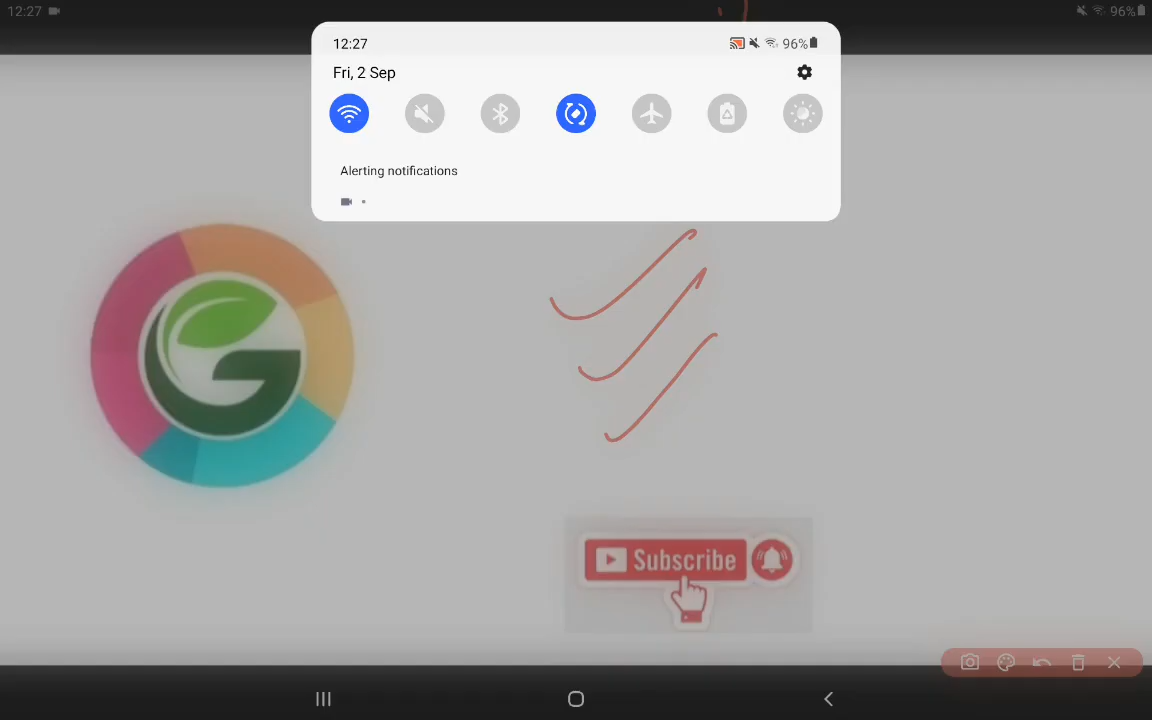 12:27 96%
12:27 96%
Fri, 2 Sep
Alerting notifications
G
Subscribe